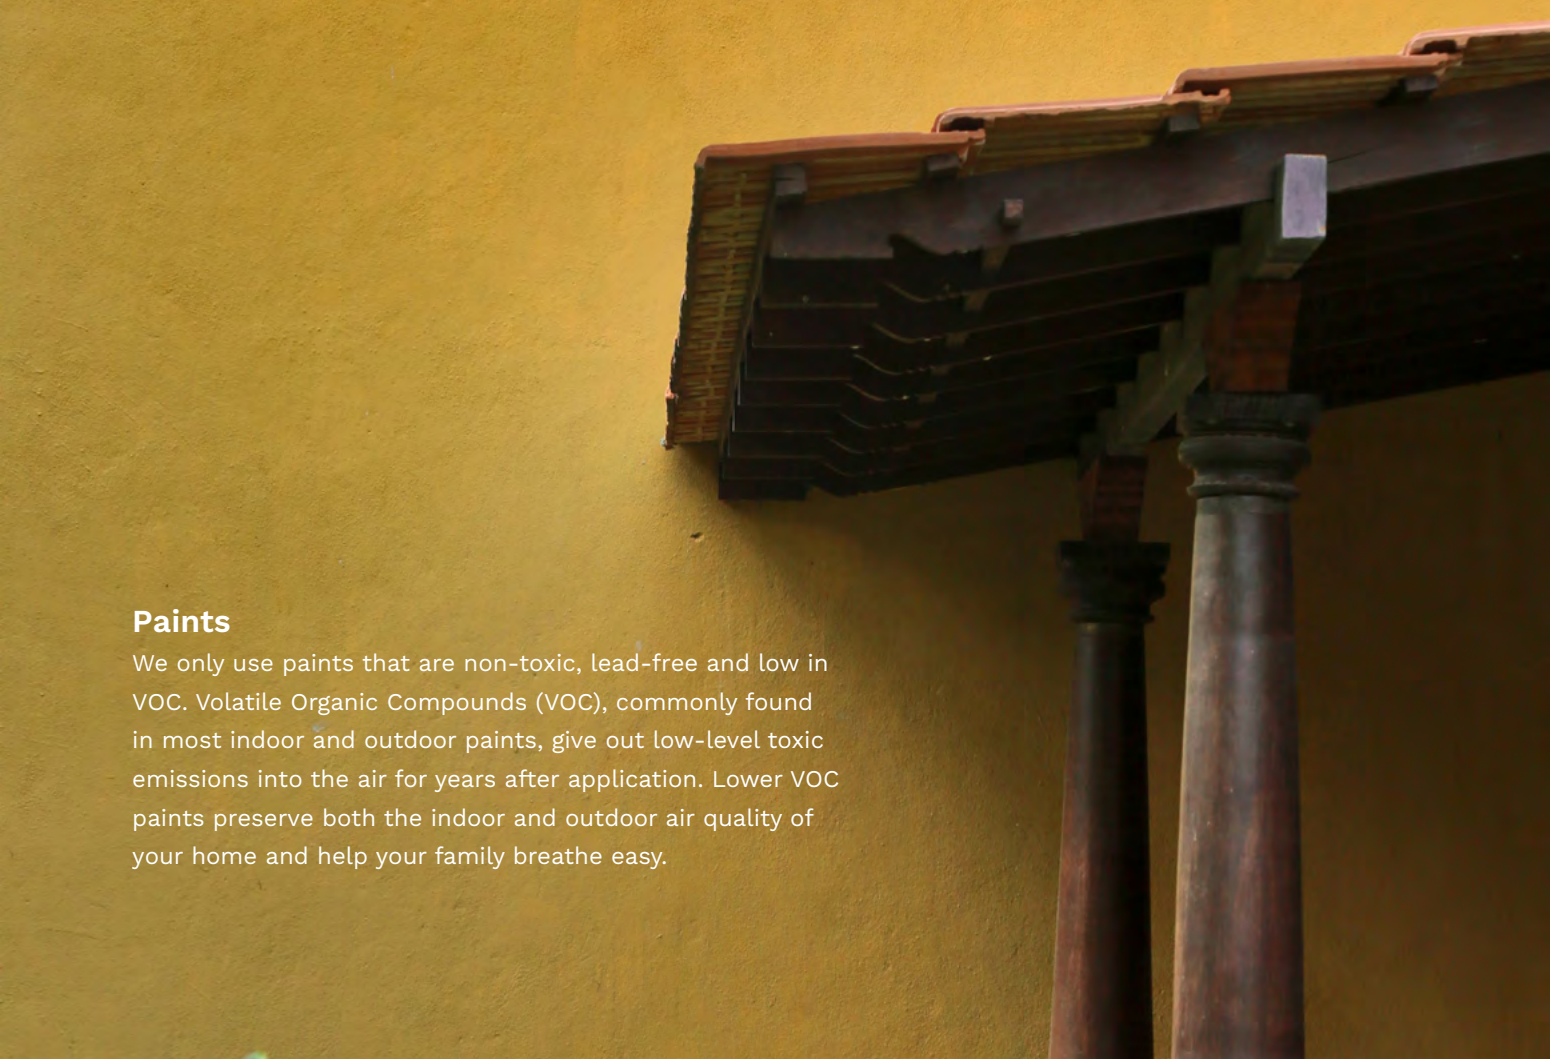 Paints
We only use paints that are non-toxic, lead-free and low in
VOC. Volatile Organic Compounds (VOC), commonly found
in most indoor and outdoor paints, give out low-level toxic
emissions into the air for years after application. Lower VOC
paints preserve both the indoor and outdoor air quality of
your home and help your family breathe easy.